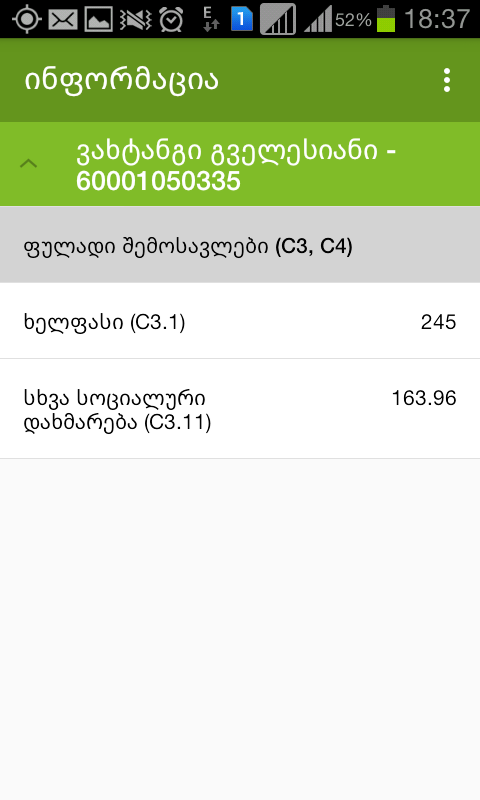 E 1 52% 18:37
ინფორმაცია
ვახტანგი გველესიანი -
60001050335
ფულადი შემოსავლები (C3, C4)
ხელფასი (C3.1) 245
სხვა სოციალური 163.96
დახმარება (C3.11)